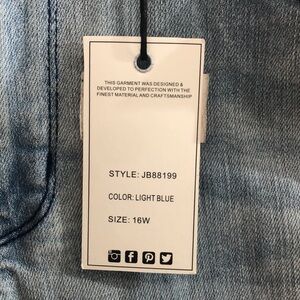 THIS GARMENT WAS DESIGNED &
DEVELOPED TO PERFECTION WITH THE
FINEST MATERIAL AND CRAFTSMANSHIP
STYLE: JB88199
COLOR: LIGHT BLUE
SIZE: 16W